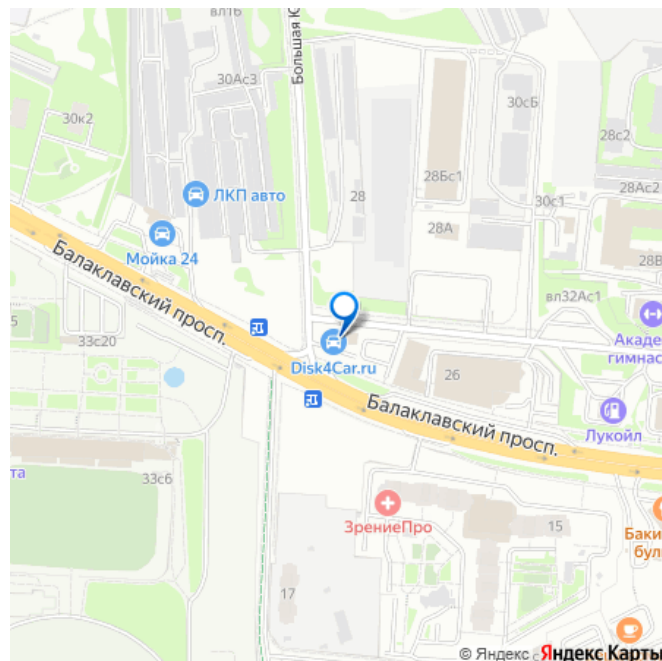 вл16
Большая Ю
30Ас3
30к2
30сБ
28с2
28Бс1
28Ас2
ЛКП авто
28
30с1
28А
Мойка 24
28В
Балаклавский просп.
вл32Ас1
5
33с20
Акаде
гимнас
Disk4Car.ru
26
Балаклавский просп.
Лукойл
та
33с6
ЗрениеПро
15
Баки
бул
17
© Яндекс с
Яндекс Карты